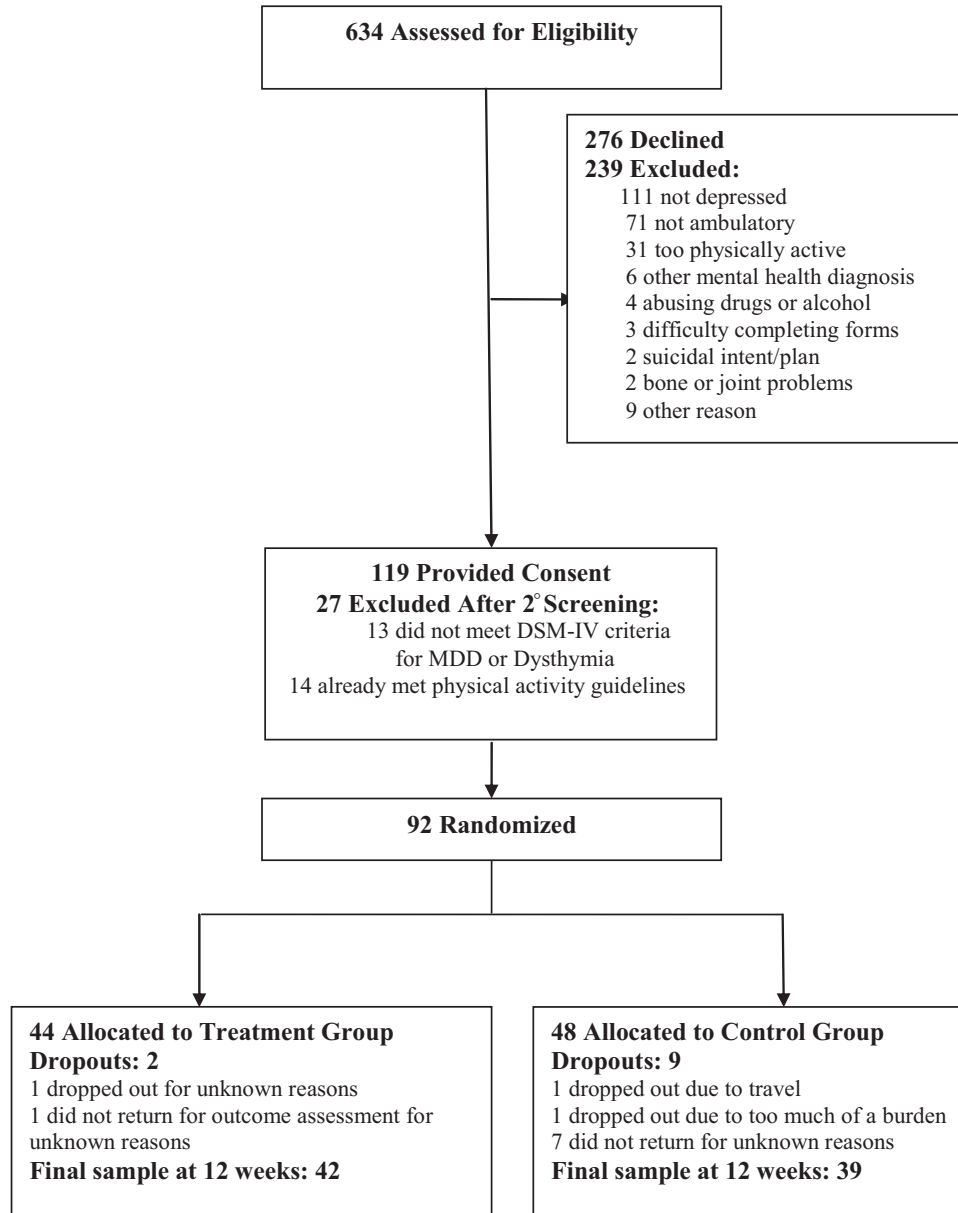 634 Assessed for Eligibility
276 Declined
239 Excluded:
111 not depressed
71 not ambulatory
31 too physically active
6 other mental health diagnosis
4 abusing drugs or alcohol
3 difficulty completing forms
2 suicidal intent/plan
2 bone or joint problems
9 other reason
119 Provided Consent
27 Excluded After 2° Screening:
13 did not meet DSM-IV criteria
for MDD or Dysthymia
14 already met physical activity guidelines
92 Randomized
44 Allocated to Treatment Group
Dropouts: 2
1 dropped out for unknown reasons
1 did not return for outcome assessment for
unknown reasons
Final sample at 12 weeks: 42
48 Allocated to Control Group
Dropouts: 9
1 dropped out due to travel
1 dropped out due to too much of a burden
7 did not return for unknown reasons
Final sample at 12 weeks: 39